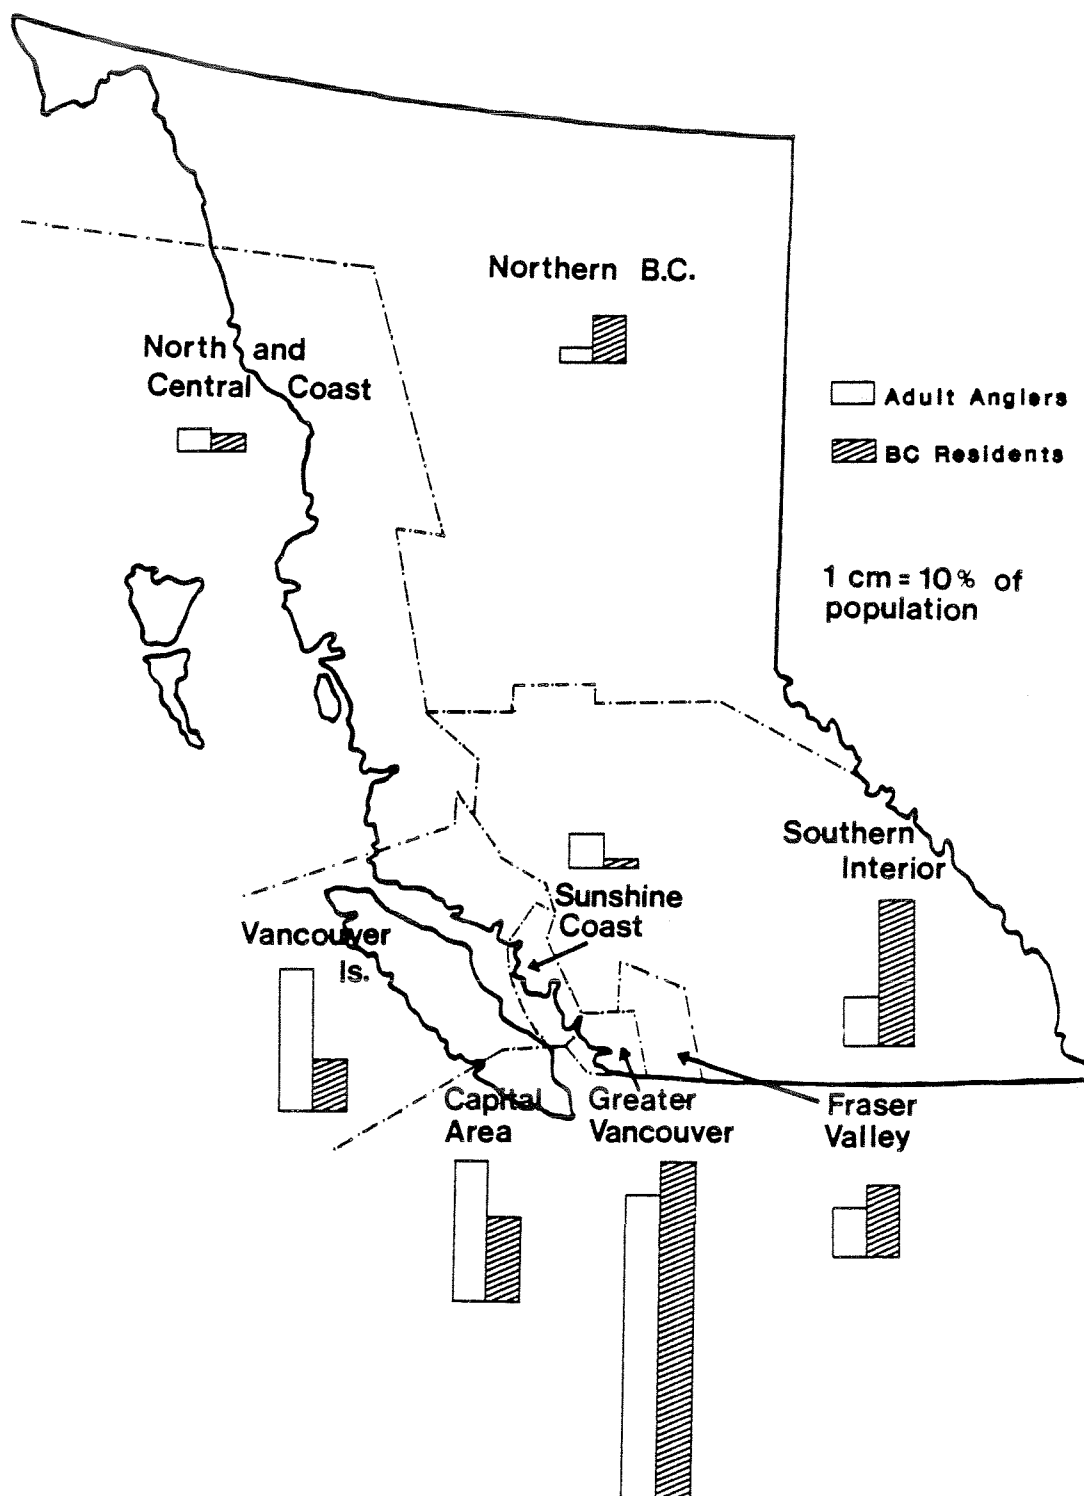 Northern B.C.
North and
Central Coast
Adult Anglers
BC Residents
1 cm = 10% of
population
Southern
Interior
Sunshine
Coast
Vancouver
Is.
Capital
Area
Greater
Vancouver
Fraser
Valley